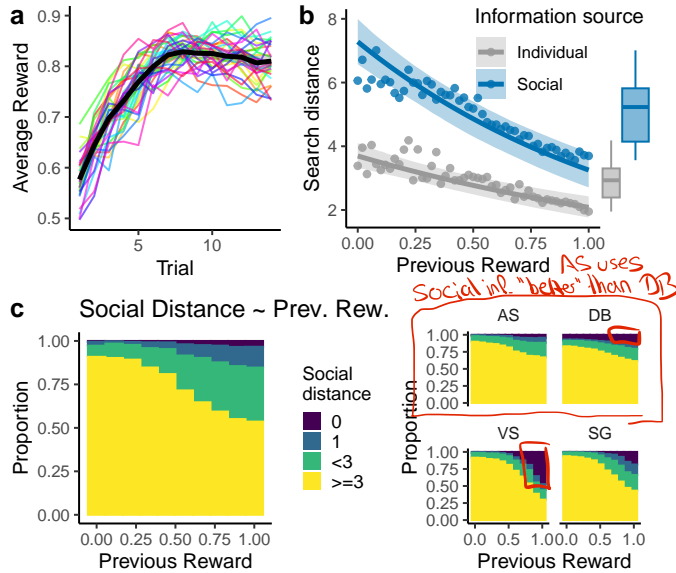 a
0.9
0.8
0.7
0.6
0.5
Average Reward
5
10
Trial
b
8
6
4
2
Search distance
0.00
0.25
0.50
0.75
1.00
Previous Reward
Information source
Individual
Social
AS uses
Social inf. "better" than DB
c
Social Distance ~ Prev. Rew.
1.00
0.75
0.50
0.25
0.00
Proportion
0.00
0.25
0.50
0.75
1.00
Previous Reward
Social
distance
0
1
<3
>=3
AS
DB
1.00
0.75
0.50
0.25
0.00
Proportion
VS
SG
1.00
0.75
0.50
0.25
0.00
0.0
0.5
1.0
0.0
0.5
1.0
Previous Reward